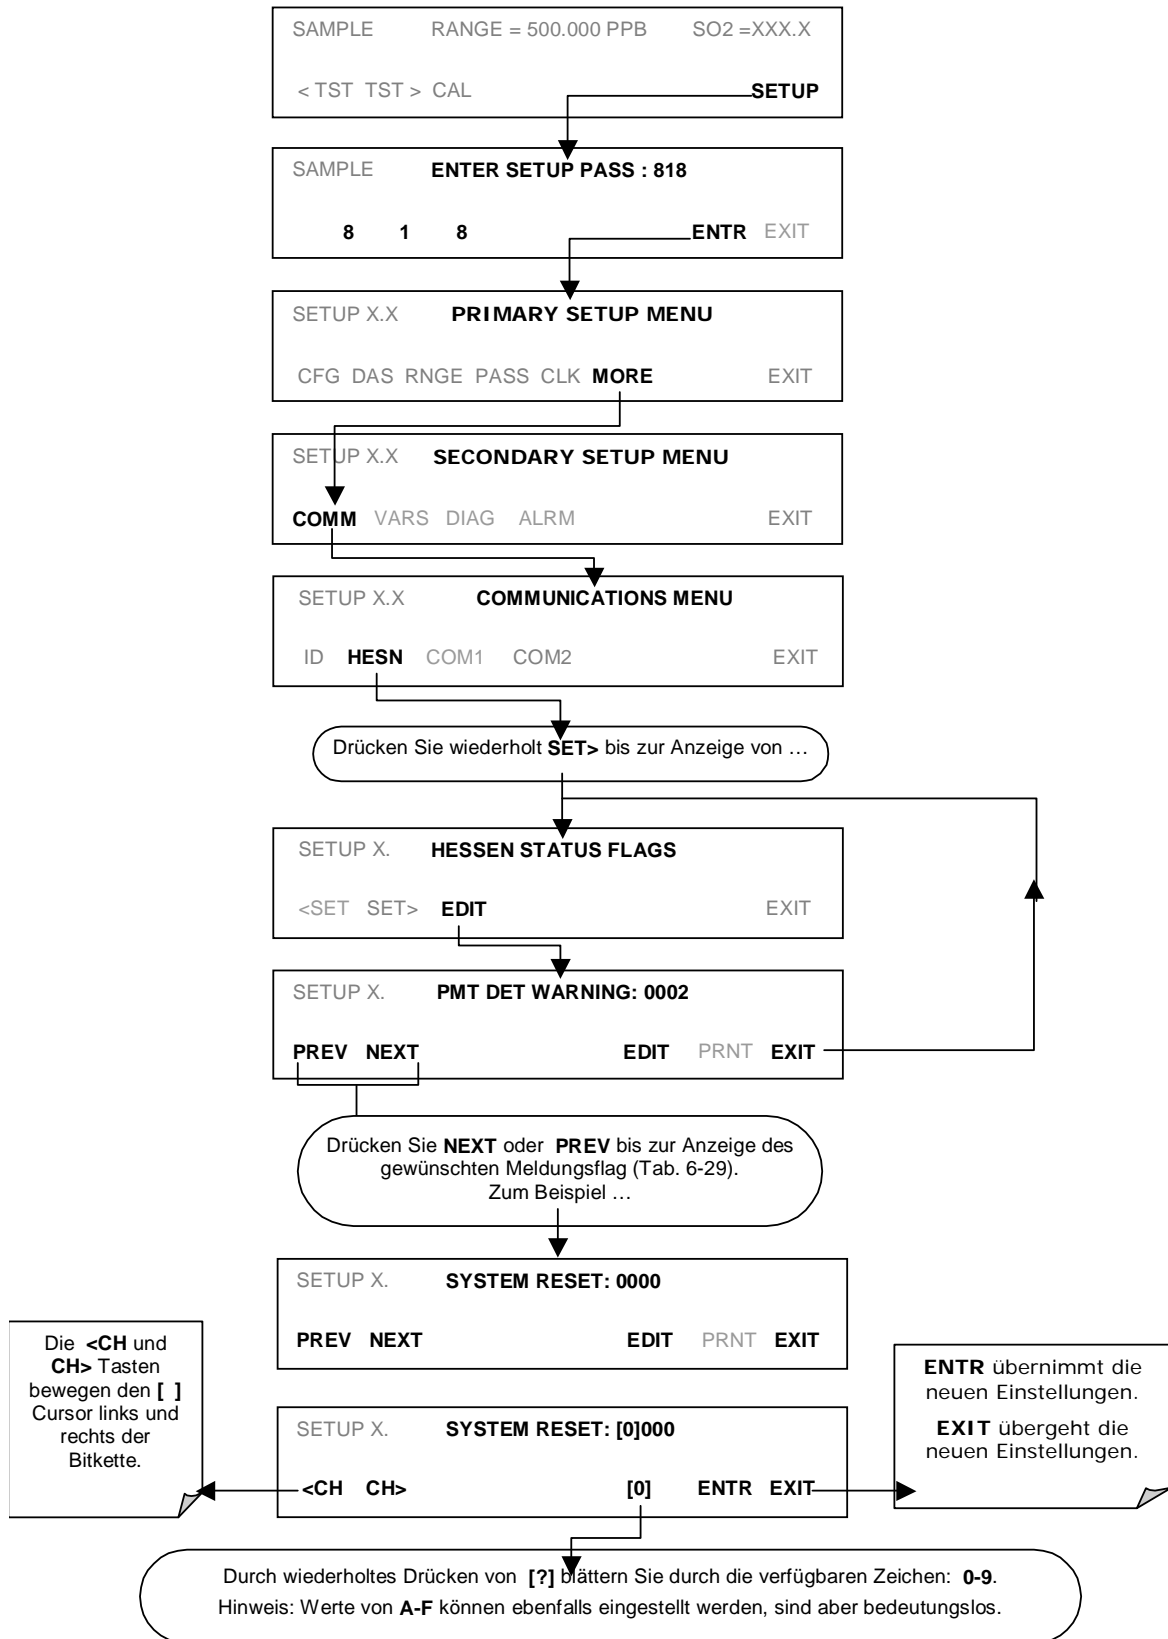 SAMPLE RANGE = 500.000 PPB SO2 =XXX.X
< TST TST > CAL SETUP
SAMPLE ENTER SETUP PASS : 818
8 1 8 ENTR EXIT
SETUP X.X PRIMARY SETUP MENU
CFG DAS RNGE PASS CLK MORE EXIT
SETUP X.X SECONDARY SETUP MENU
COMM VARS DIAG ALRM EXIT
SETUP X.X COMMUNICATIONS MENU
ID HESN COM1 COM2 EXIT
Drücken Sie wiederholt SET> bis zur Anzeige von …
SETUP X. HESSEN STATUS FLAGS
<SET SET> EDIT EXIT
SETUP X. PMT DET WARNING: 0002
PREV NEXT EDIT PRNT EXIT
Drücken Sie NEXT oder PREV bis zur Anzeige des
gewünschten Meldungsflag (Tab. 6-29).
Zum Beispiel …
SETUP X. SYSTEM RESET: 0000
PREV NEXT EDIT PRNT EXIT
Die <CH und
CH> Tasten
bewegen den [ ]
Cursor links und
rechts der
Bitkette.
SETUP X. SYSTEM RESET: [0]000
<CH CH> [0] ENTR EXIT
ENTR übernimmt die
neuen Einstellungen.
EXIT übergeht die
neuen Einstellungen.
Durch wiederholtes Drücken von [?] blättern Sie durch die verfügbaren Zeichen: 0-9.
Hinweis: Werte von A-F können ebenfalls eingestellt werden, sind aber bedeutungslos.